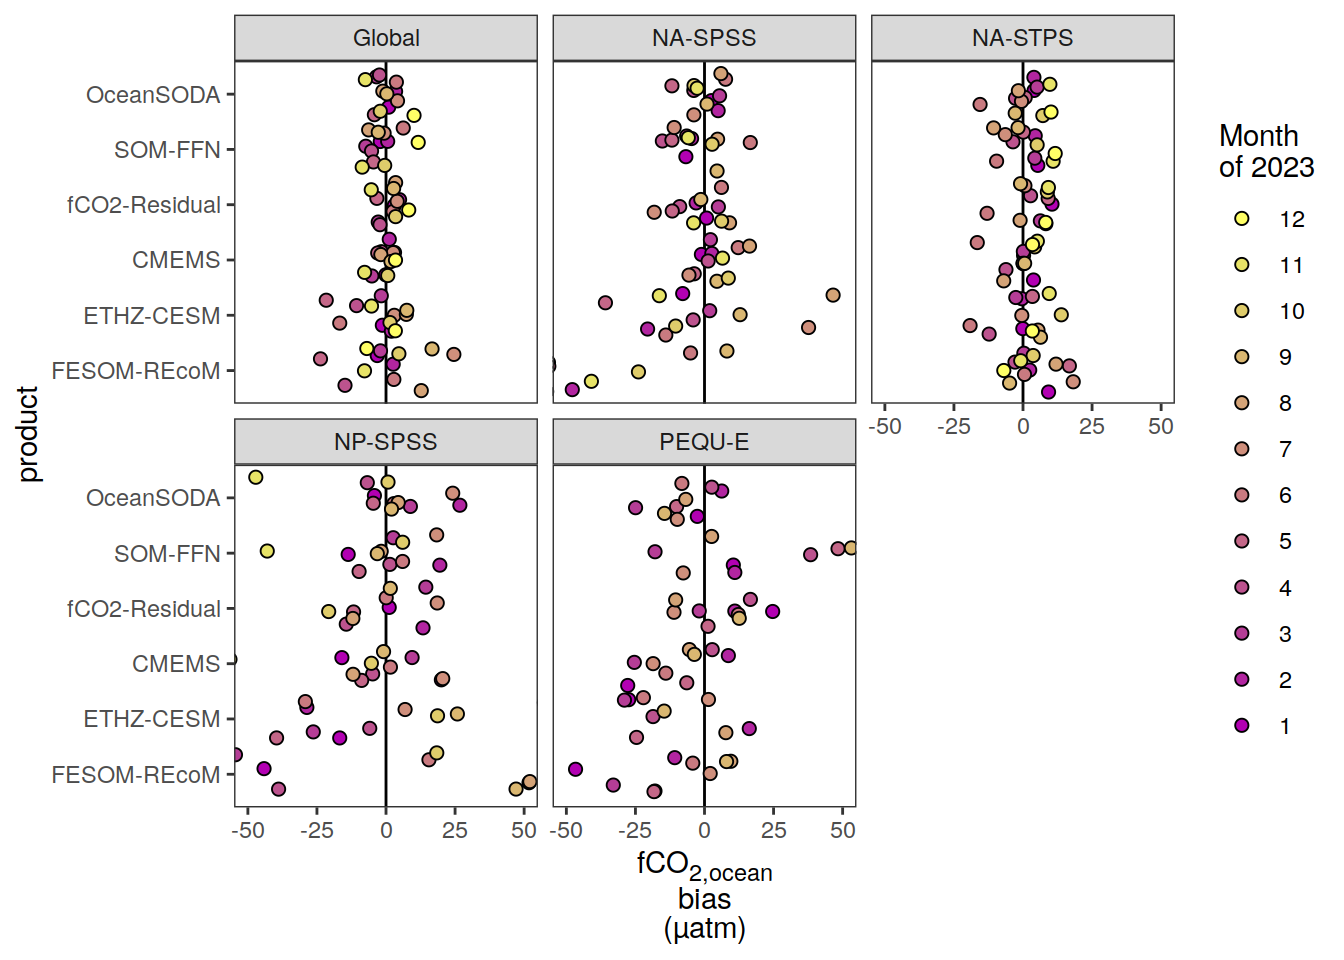 Global
NA-SPSS
NA-STPS
OceanSODA
SOM-FFN
fCO2-Residual
CMEMS
ETHZ-CESM
FESOM-REcoM
-50 -25 0 25 50
NP-SPSS
PEQU-E
OceanSODA
SOM-FFN
fCO2-Residual
CMEMS
ETHZ-CESM
FESOM-REcoM
-50 -25 0 25 50
-50 -25 0 25 50
product
fCO2,ocean
bias
(µatm)
Month
of 2023
12
11
10
9
8
7
6
5
4
3
2
1